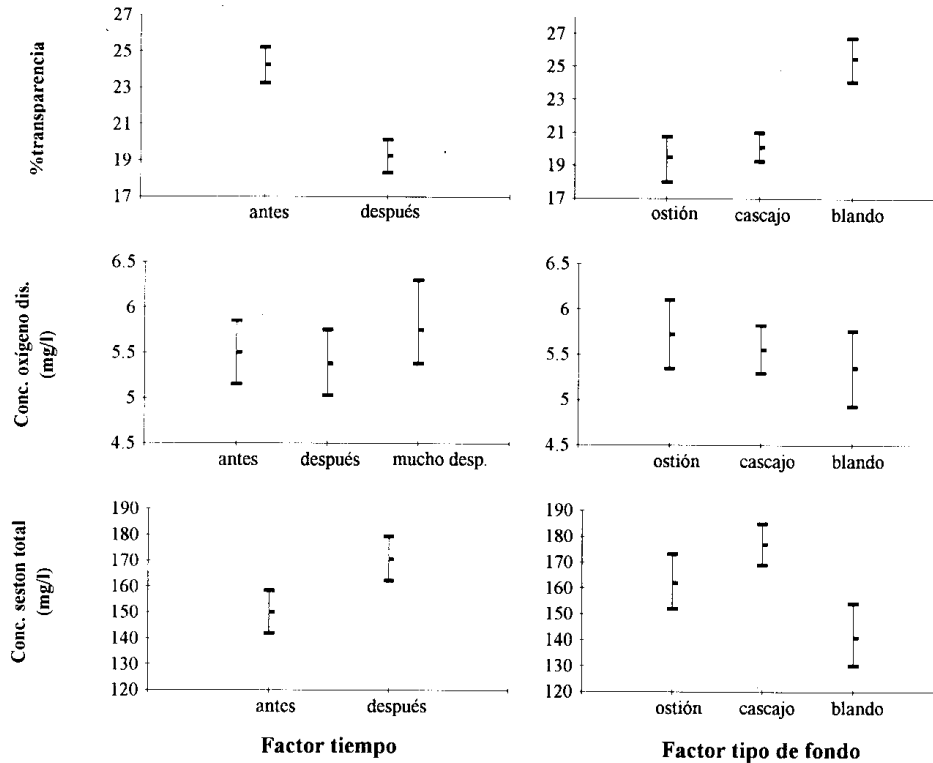 %transparencia
27
25
23
21
19
17
antes después
27
25
23
21
19
17
ostión cascajo blando
Conc. oxígeno dis.
(mg/l)
6.5
6
5.5
5
4.5
antes después mucho desp.
6.5
6
5.5
5
4.5
ostión cascajo blando
Conc. seston total
(mg/l)
190
180
170
160
150
140
130
120
antes después
Factor tiempo
190
180
170
160
150
140
130
120
ostión cascajo blando
Factor tipo de fondo